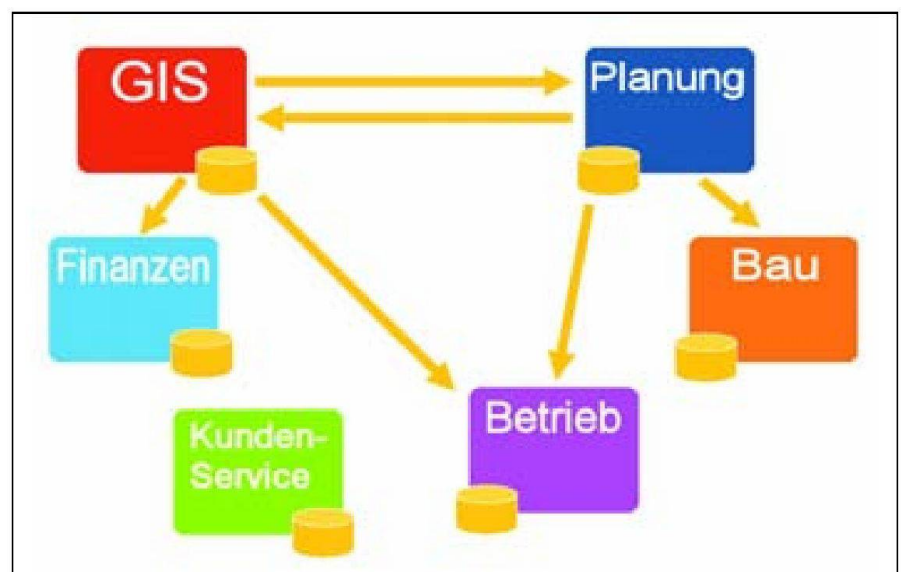 GIS
Planung
Finanzen
Bau
Kunden-
Service
Betrieb